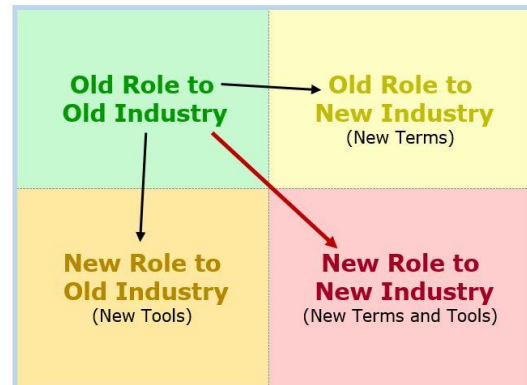 Old Role to
Old Industry
Old Role to
New Industry
(New Terms)
New Role to
Old Industry
(New Tools)
New Role to
New Industry
(New Terms and Tools)